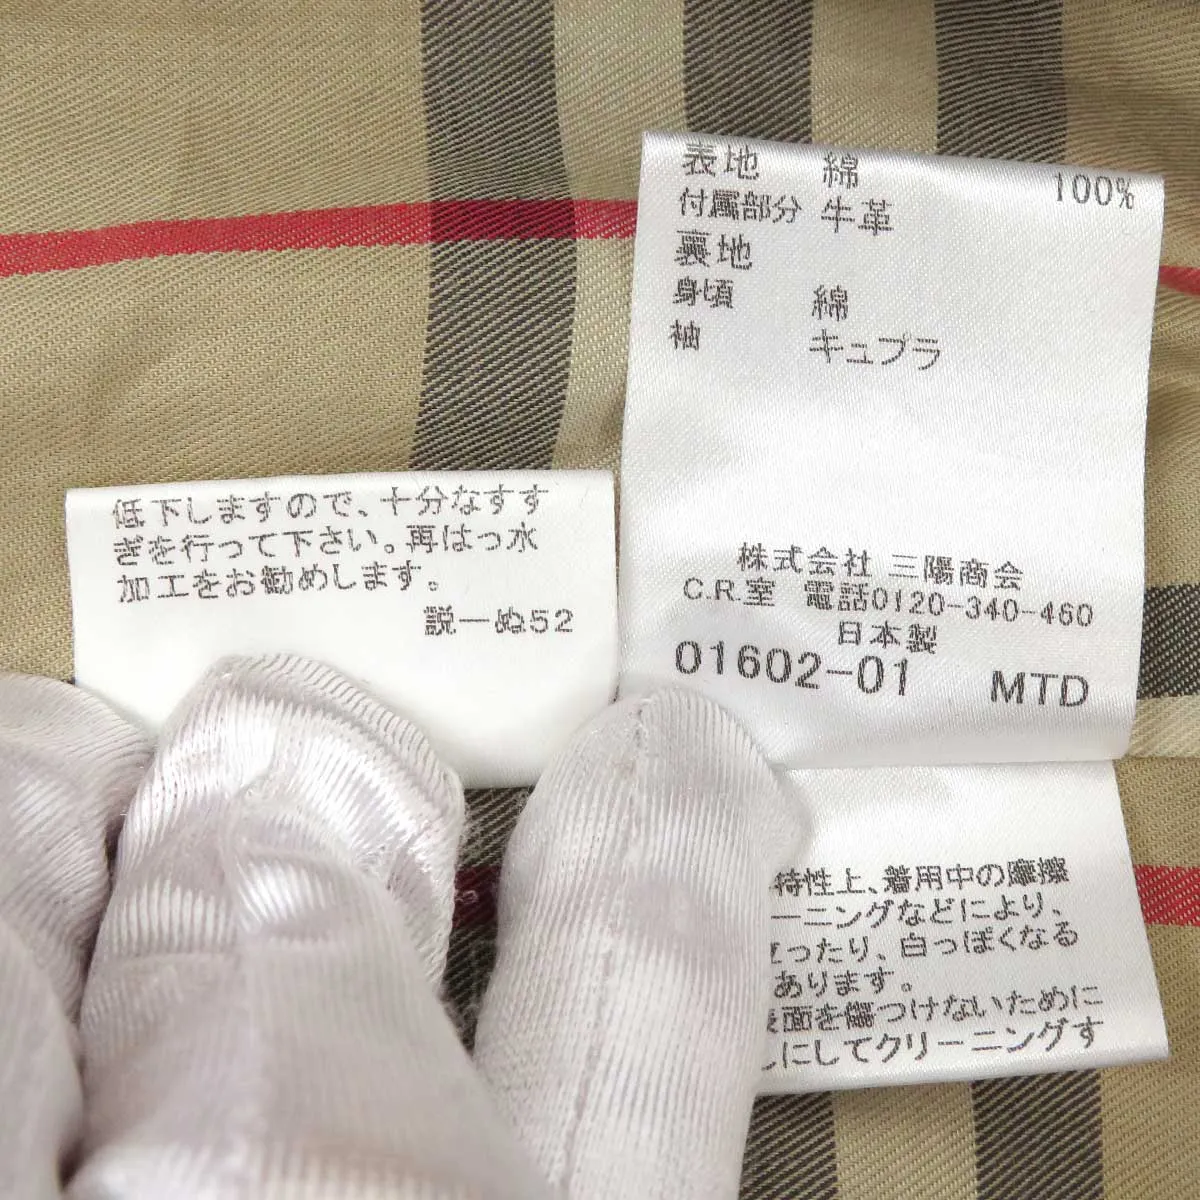 表地 綿 100%
付属部分 牛革
裏地
身頃 綿
袖 キュプラ
株式会社 三陽商会
C.R.室 電話0120-340-460
日本製
01602-01 MTD
低下しますので、十分なすす
ぎを行って下さい。再はっ水
加工をお勧めします。
説ーぬ52
特性上、着用中の摩擦
ーニングなどにより、
ったり、白っぽくなる
あります。
面を傷つけないために
にしてクリーニングす